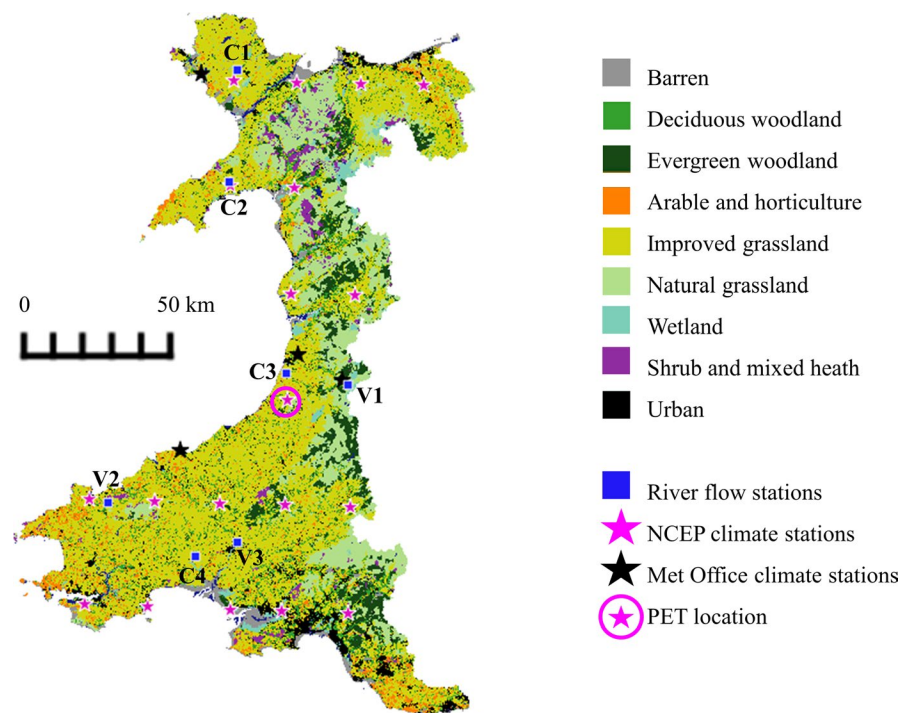 C1
Barren
Deciduous woodland
Evergreen woodland
C2
Arable and horticulture
Improved grassland
Natural grassland
0 50 km
Wetland
Shrub and mixed heath
C3
V1
Urban
V2
River flow stations
NCEP climate stations
V3
C4
Met Office climate stations
PET location